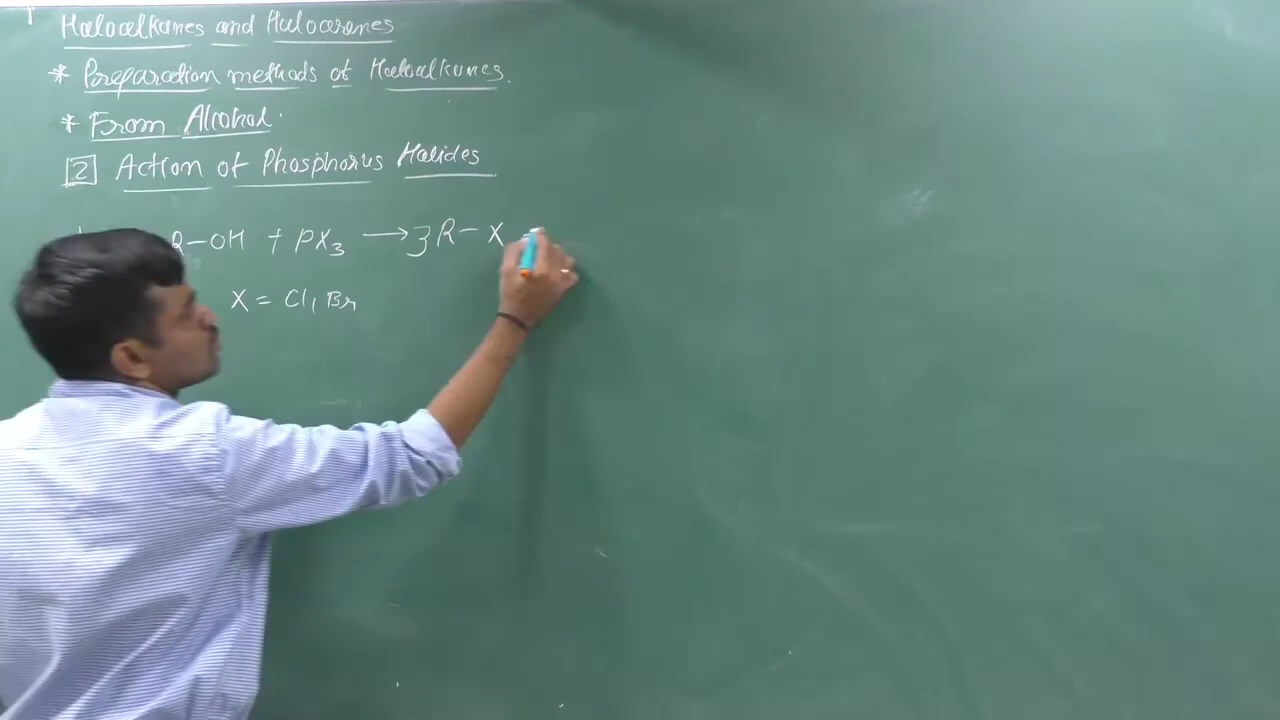 Haloalkanes and Haloarenes
* Preparation methods of Haloalkanes.
* From Alcohol.
[2] Action of Phosphorus Halides
R-OH + PX₃ ⟶ 3R-X
X = Cl, Br